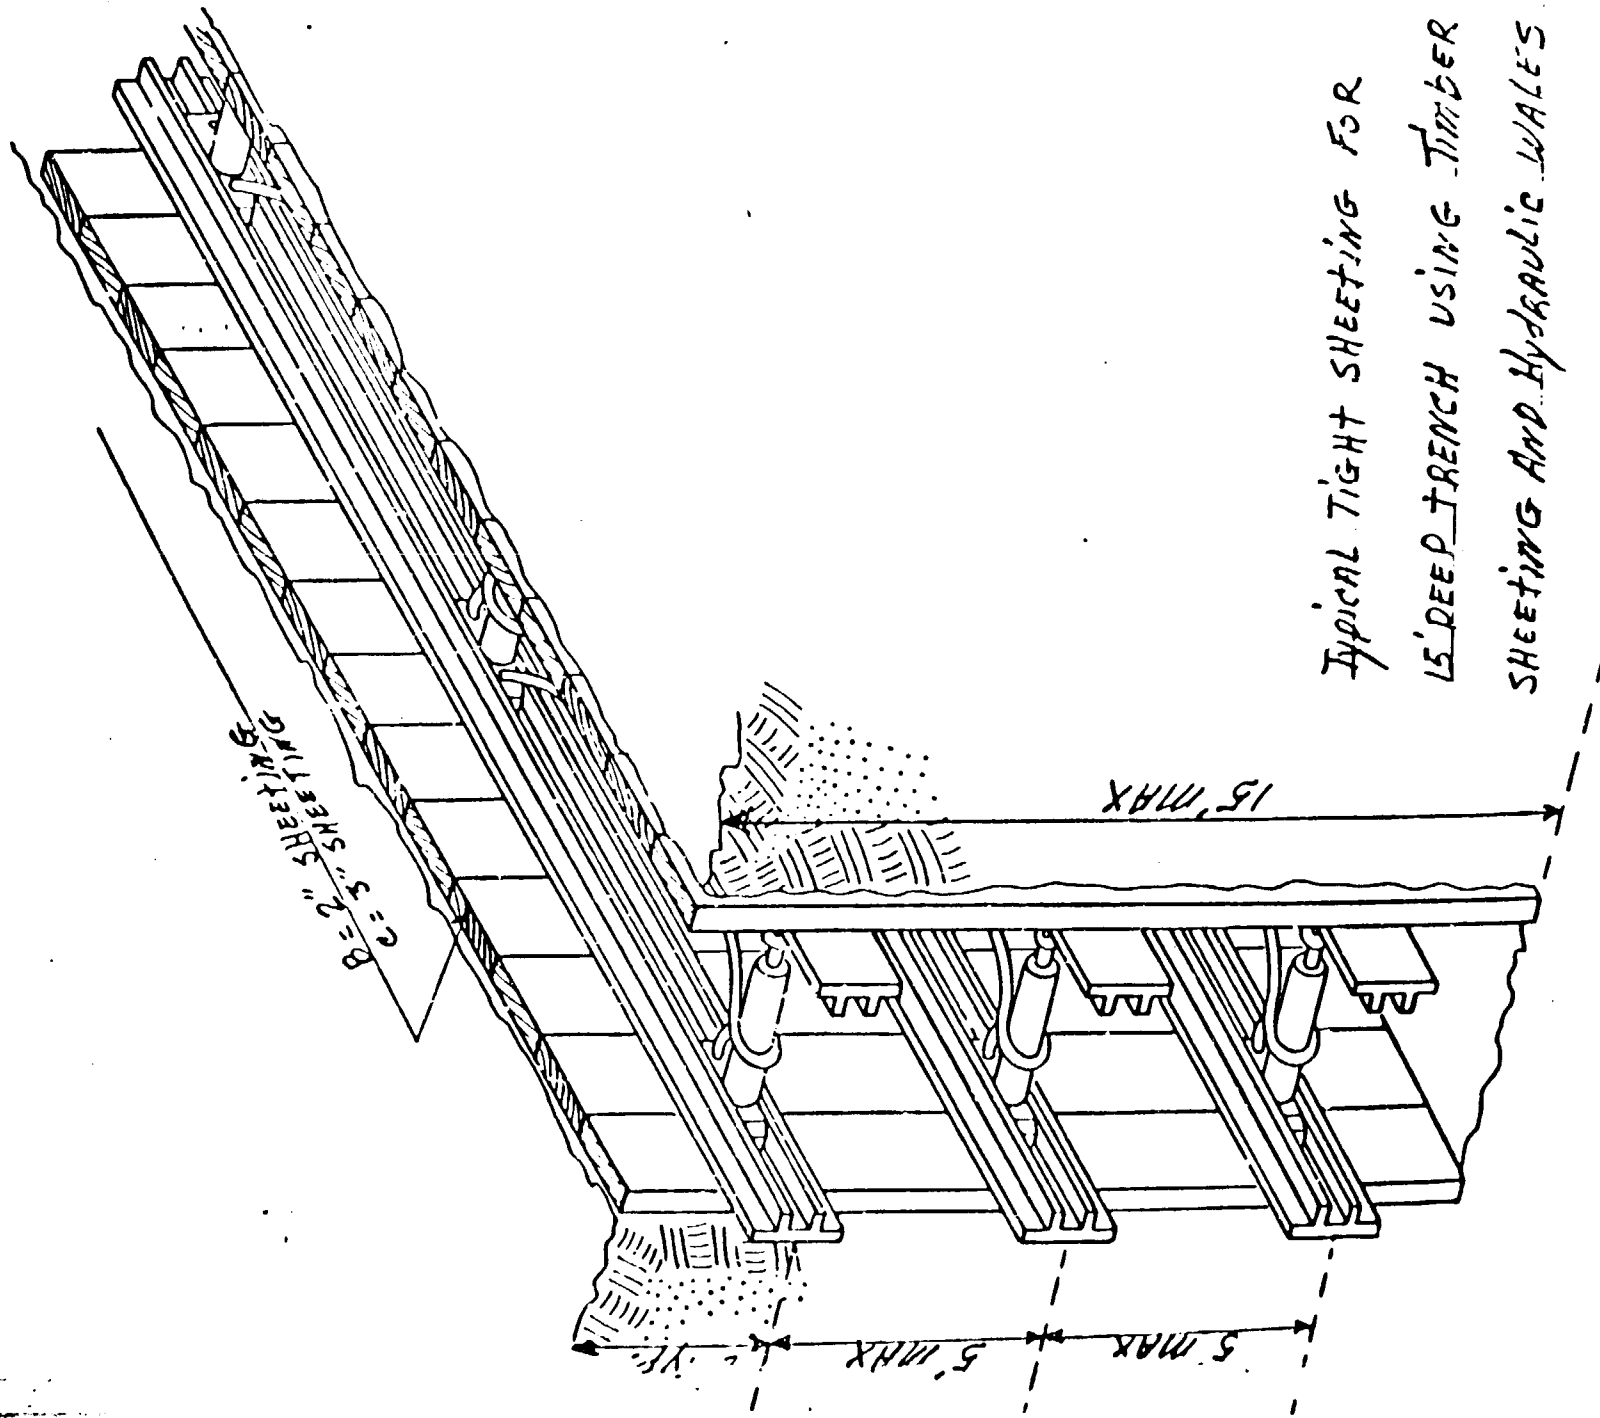 TYPICAL TIGHT SHEETING FOR
15' DEEP TRENCH USING TIMBER
SHEETING AND HYDRAULIC WALES
B = 2" SHEETING
C = 3" SHEETING
15' MAX
5' MAX
5' MAX